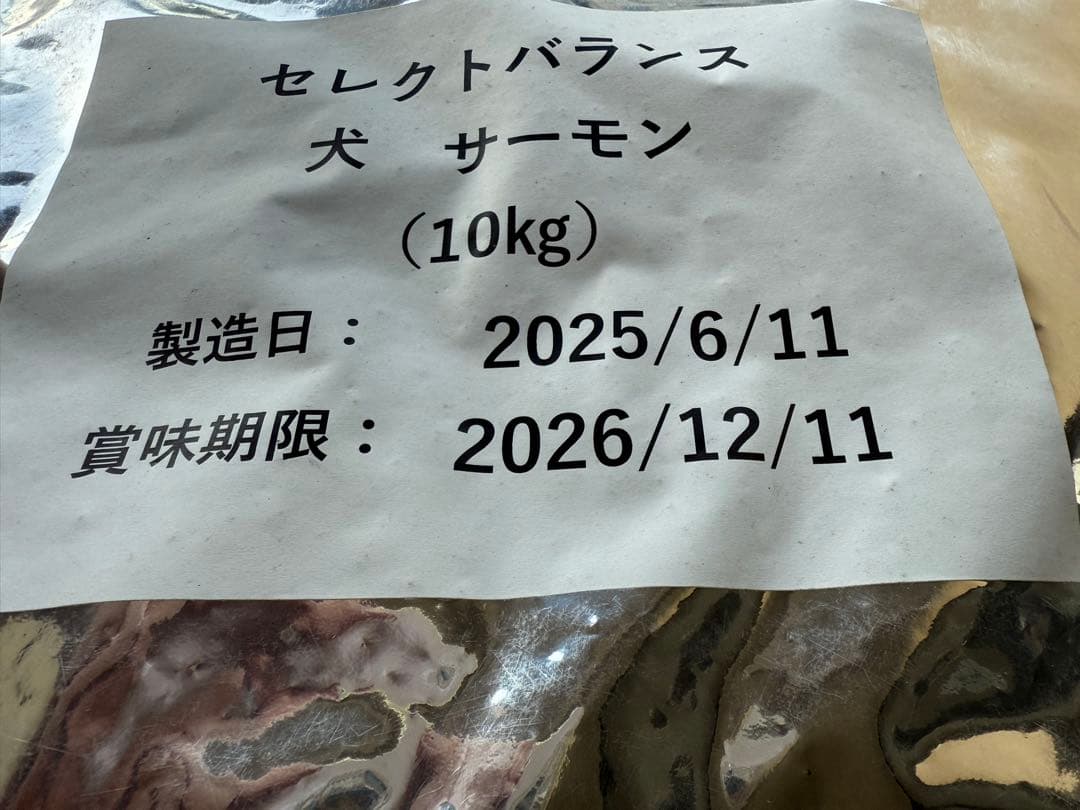 セレクトバランス
犬　サーモン
（10kg）
製造日：　2025/6/11
賞味期限：　2026/12/11